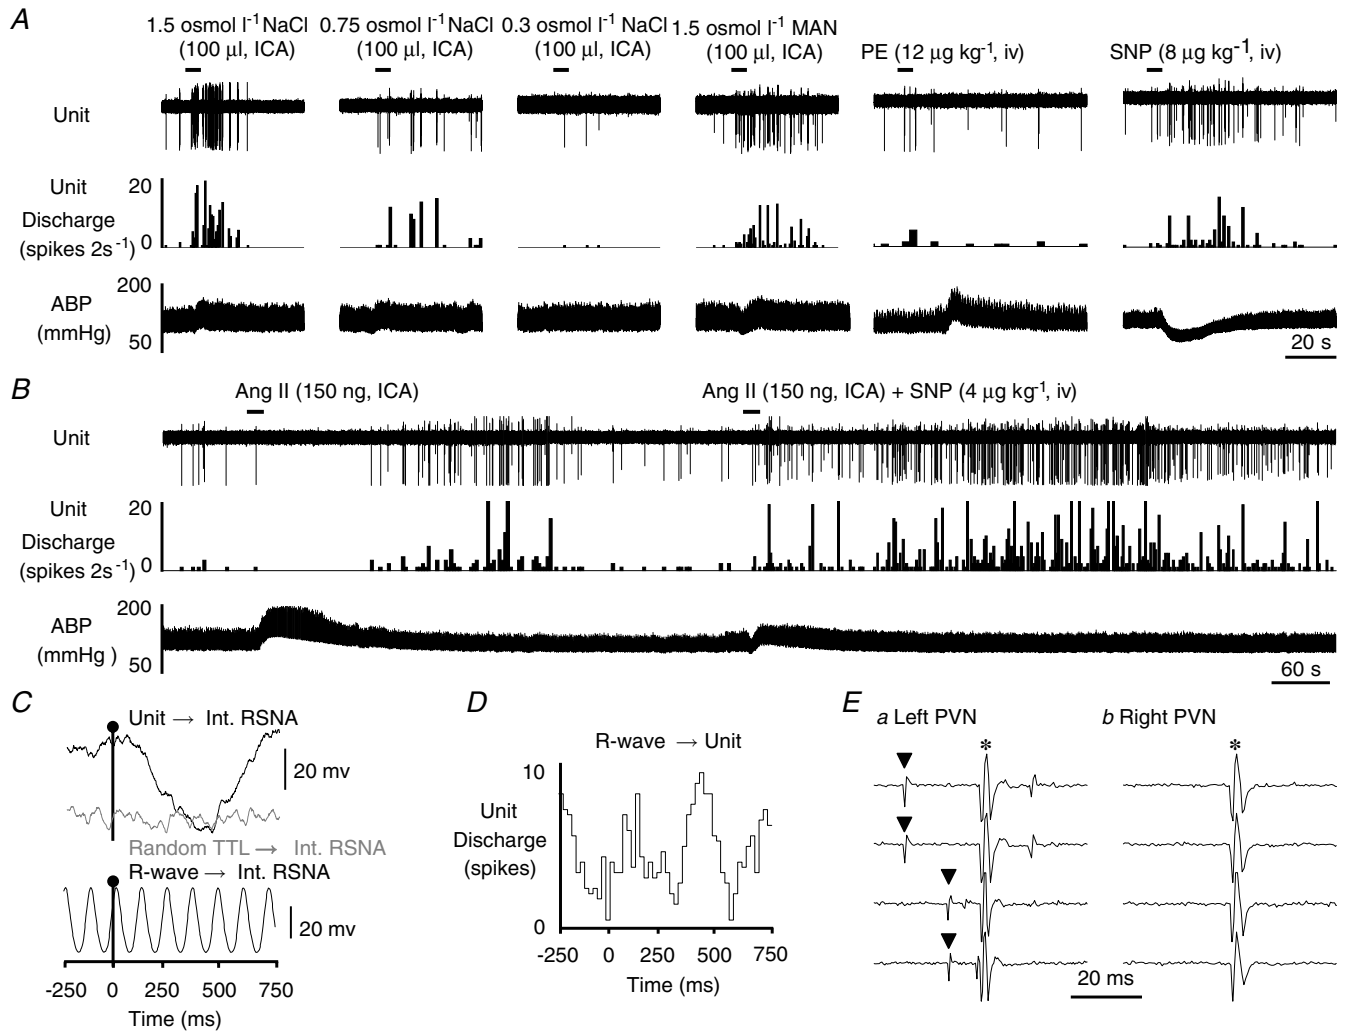 A
1.5 osmol l⁻¹ NaCl
(100 µl, ICA)
0.75 osmol l⁻¹ NaCl
(100 µl, ICA)
0.3 osmol l⁻¹ NaCl
(100 µl, ICA)
1.5 osmol l⁻¹ MAN
(100 µl, ICA)
PE (12 µg kg⁻¹, iv)
SNP (8 µg kg⁻¹, iv)
Unit
Unit
Discharge
(spikes 2s⁻¹)
20
0
ABP
(mmHg)
200
50
20 s
B
Ang II (150 ng, ICA)
Ang II (150 ng, ICA) + SNP (4 µg kg⁻¹, iv)
Unit
Unit
Discharge
(spikes 2s⁻¹)
20
0
ABP
(mmHg )
200
50
60 s
C
Unit → Int. RSNA
20 mv
Random TTL → Int. RSNA
R-wave → Int. RSNA
20 mv
-250 0 250 500 750
Time (ms)
D
R-wave → Unit
10
Unit
Discharge
(spikes)
0
-250 0 250 500 750
Time (ms)
E
a Left PVN
b Right PVN
*
*
20 ms